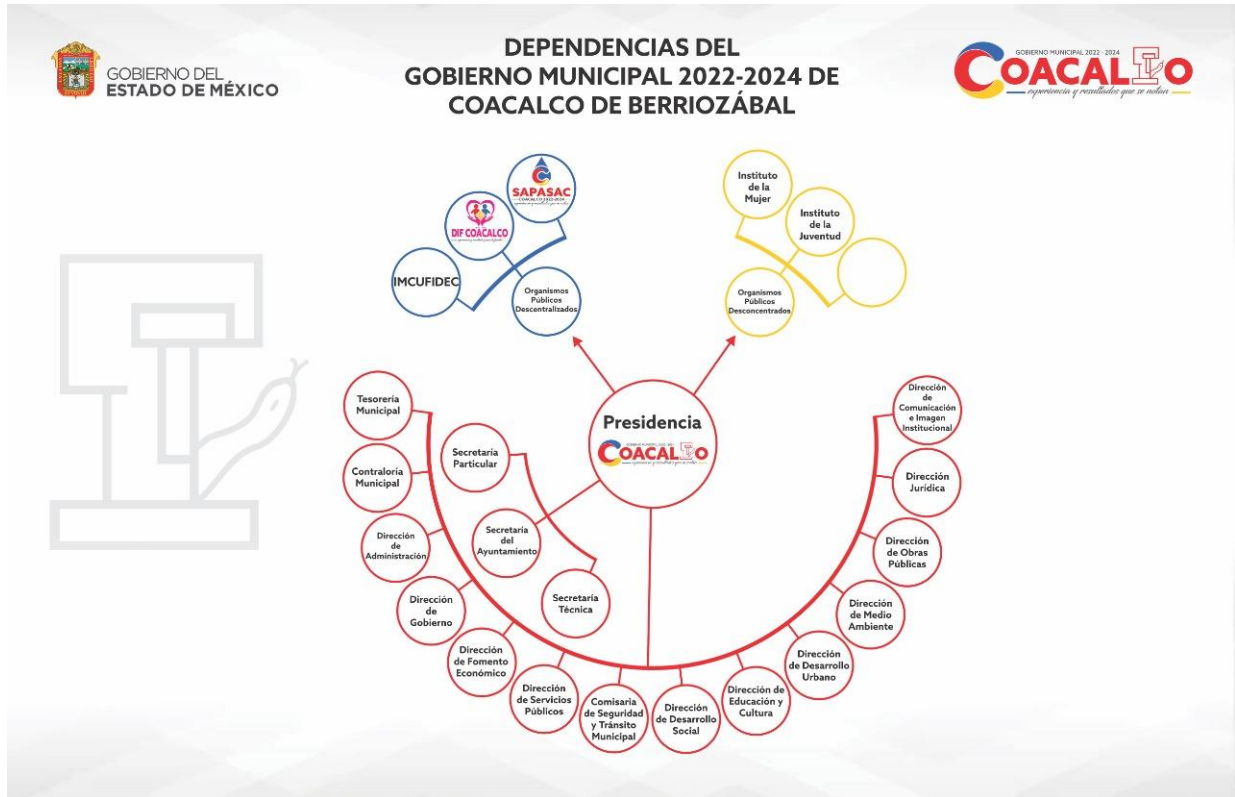 GOBIERNO DEL
ESTADO DE MÉXICO
DEPENDENCIAS DEL
GOBIERNO MUNICIPAL 2022-2024 DE
COACALCO DE BERRIOZÁBAL
GOBIERNO MUNICIPAL 2022 - 2024
COACALCO
experiencia y resultados que se notan
SAPASAC
COACALCO 2022-2024
DIF COACALCO
IMCUFIDEC
Organismos
Públicos
Descentralizados
Instituto
de la
Mujer
Instituto
de la
Juventud
Organismos
Públicos
Desconcentrados
Presidencia
COACALCO
Tesorería
Municipal
Contraloría
Municipal
Dirección
de
Administración
Dirección
de
Gobierno
Dirección
de Fomento
Económico
Dirección
de Servicios
Públicos
Comisaria
de Seguridad
y Tránsito
Municipal
Dirección
de Desarrollo
Social
Dirección de
Educación y
Cultura
Dirección
de Desarrollo
Urbano
Dirección
de Medio
Ambiente
Dirección
de Obras
Públicas
Dirección
Jurídica
Dirección
de
Comunicación
e Imagen
Institucional
Secretaría
Particular
Secretaría
del
Ayuntamiento
Secretaría
Técnica